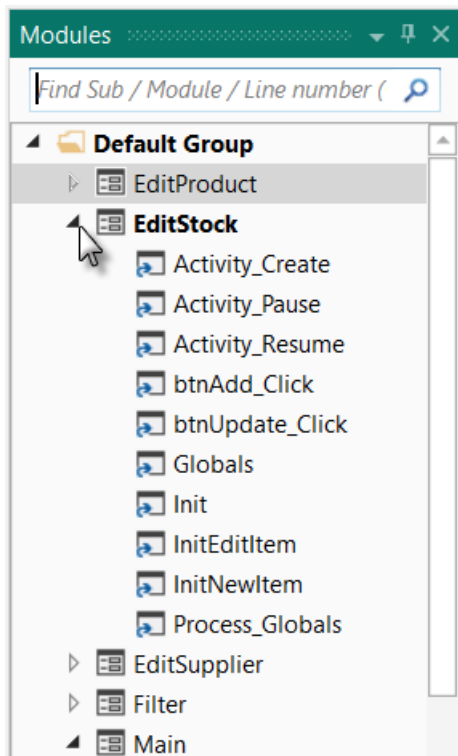 Modules
Find Sub / Module / Line number (
Default Group
EditProduct
EditStock
Activity_Create
Activity_Pause
Activity_Resume
btnAdd_Click
btnUpdate_Click
Globals
Init
InitEditItem
InitNewItem
Process_Globals
EditSupplier
Filter
Main